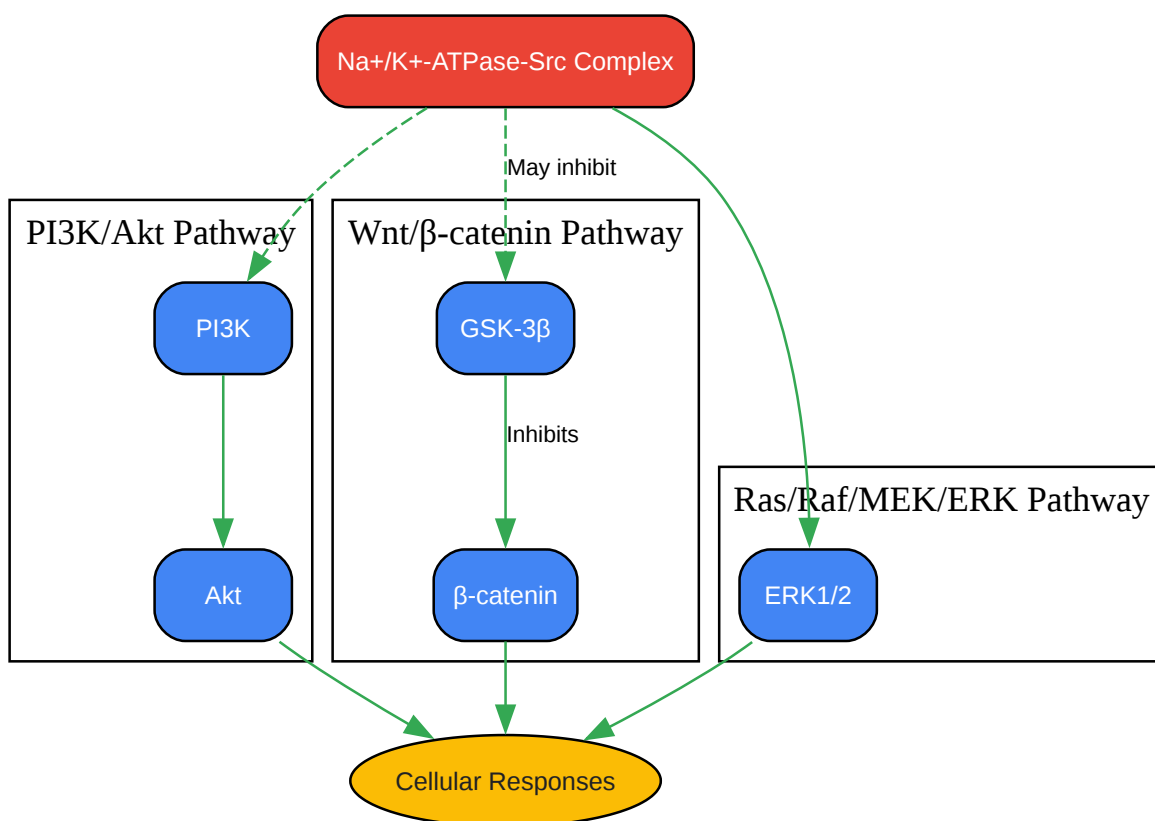 Na+/K+-ATPase-Src Complex
May inhibit
PI3K/Akt Pathway
Wnt/β-catenin Pathway
PI3K
GSK-3β
Inhibits
Ras/Raf/MEK/ERK Pathway
Akt
β-catenin
ERK1/2
Cellular Responses